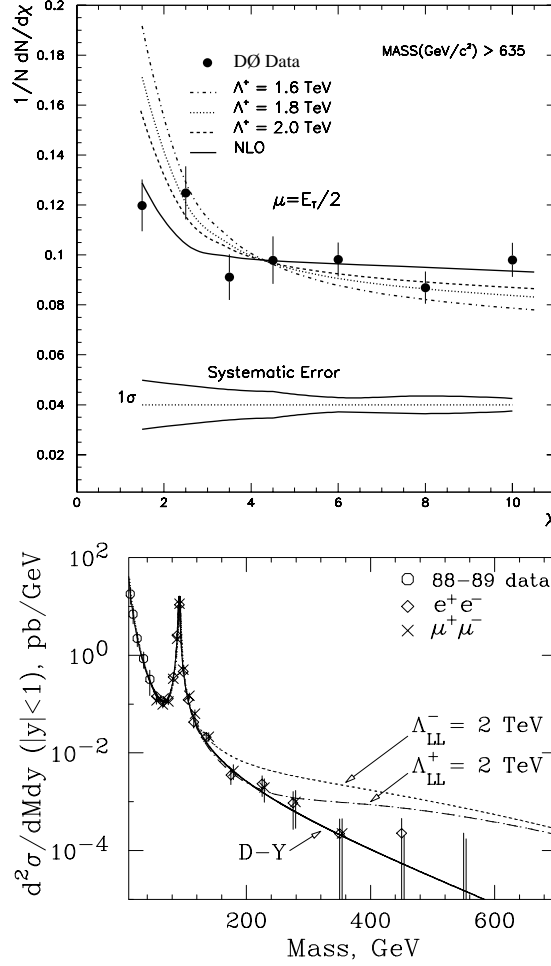 1/N dN/dχ
0.2
0.18
0.16
0.14
0.12
0.1
0.08
0.06
0.04
0.02
MASS(GeV/c²) > 635
DØ Data
Λ⁺ = 1.6 TeV
Λ⁺ = 1.8 TeV
Λ⁺ = 2.0 TeV
NLO
μ=E_T/2
Systematic Error
1σ
0 2 4 6 8 10
d²σ/dMdy (|y|<1), pb/GeV
10²
10⁰
10⁻²
10⁻⁴
88−89 data
e⁺e⁻
μ⁺μ⁻
Λ⁻_LL = 2 TeV
Λ⁺_LL = 2 TeV
D−Y
200 400 600
Mass, GeV